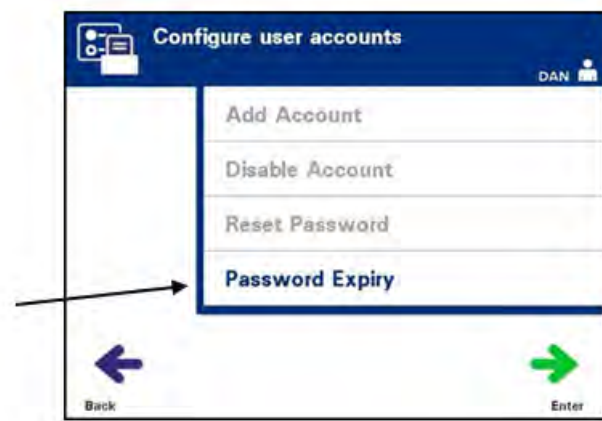 Configure user accounts
DAN
Add Account
Disable Account
Reset Password
Password Expiry
Back
Enter